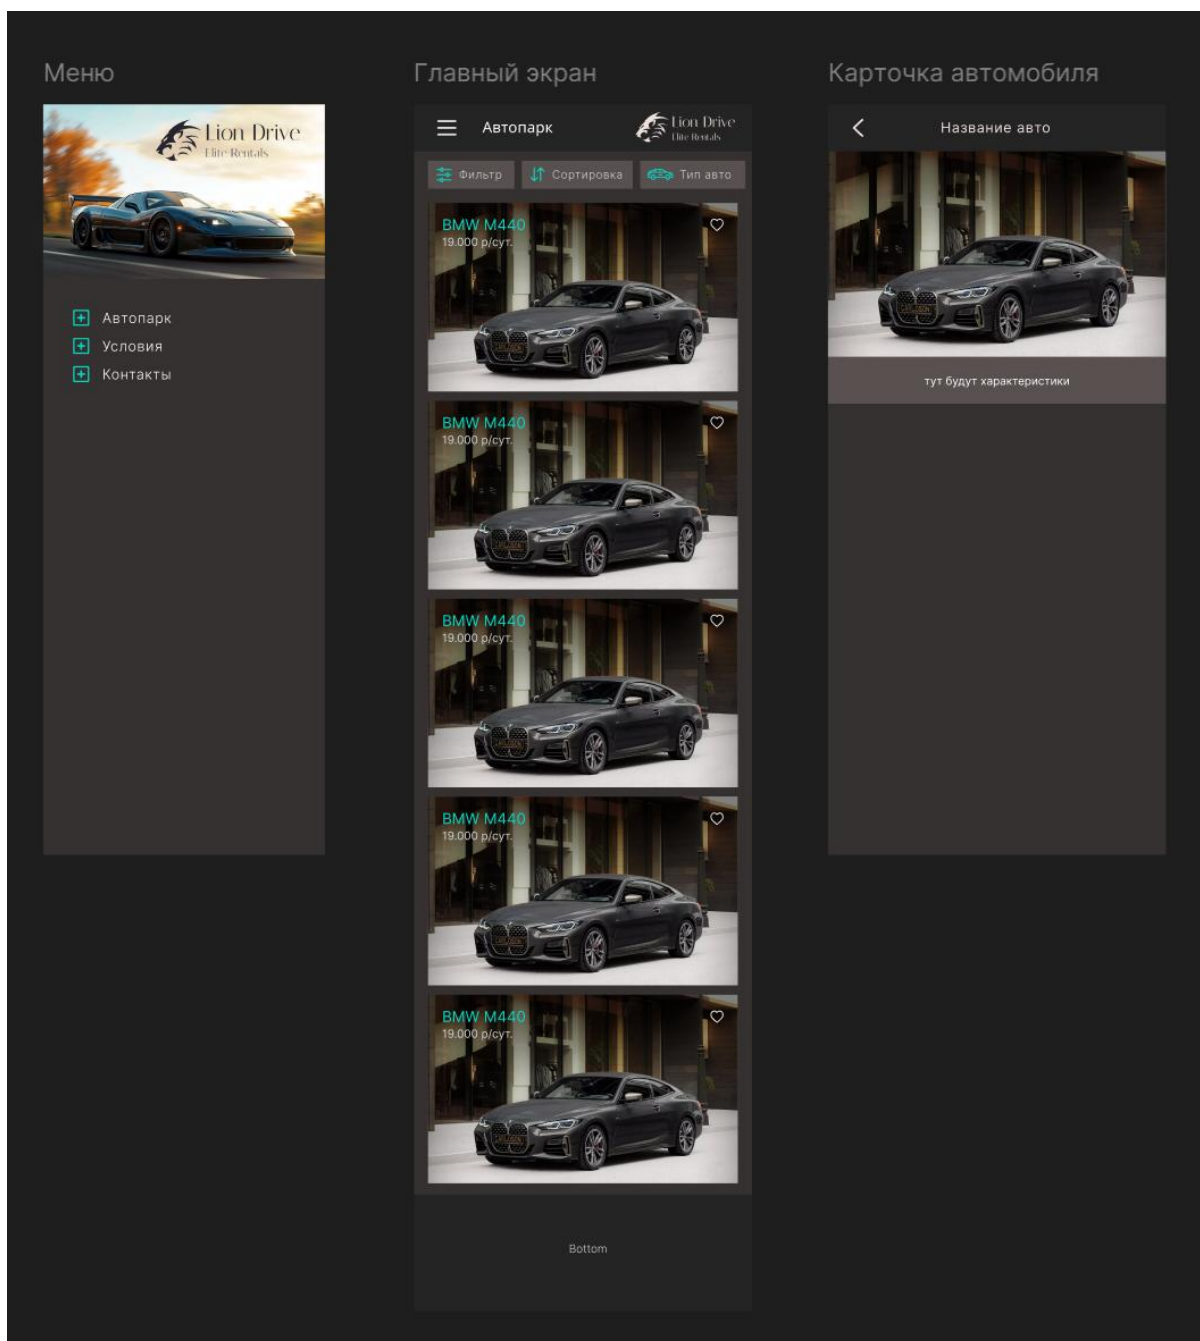 Меню
Lion Drive
Elite Rentals
Автопарк
Условия
Контакты
Главный экран
Автопарк
Lion Drive
Elite Rentals
Фильтр
Сортировка
Тип авто
BMW M440
19.000 р/сут.
BMW M440
19.000 р/сут.
BMW M440
19.000 р/сут.
BMW M440
19.000 р/сут.
BMW M440
19.000 р/сут.
Bottom
Карточка автомобиля
Название авто
тут будут характеристики